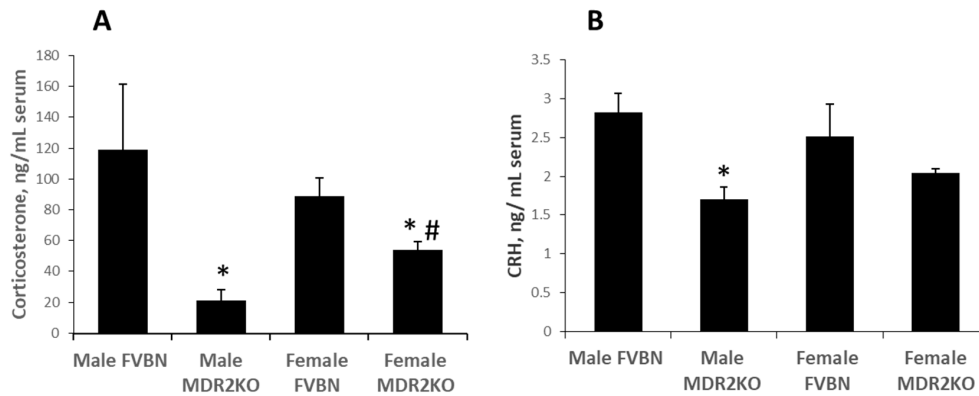 A
Corticosterone, ng/mL serum
180
160
140
120
100
80
60
40
20
0
*
* #
Male FVBN
Male
MDR2KO
Female
FVBN
Female
MDR2KO
B
CRH, ng/ mL serum
3.5
3
2.5
2
1.5
1
0.5
0
*
Male FVBN
Male
MDR2KO
Female
FVBN
Female
MDR2KO